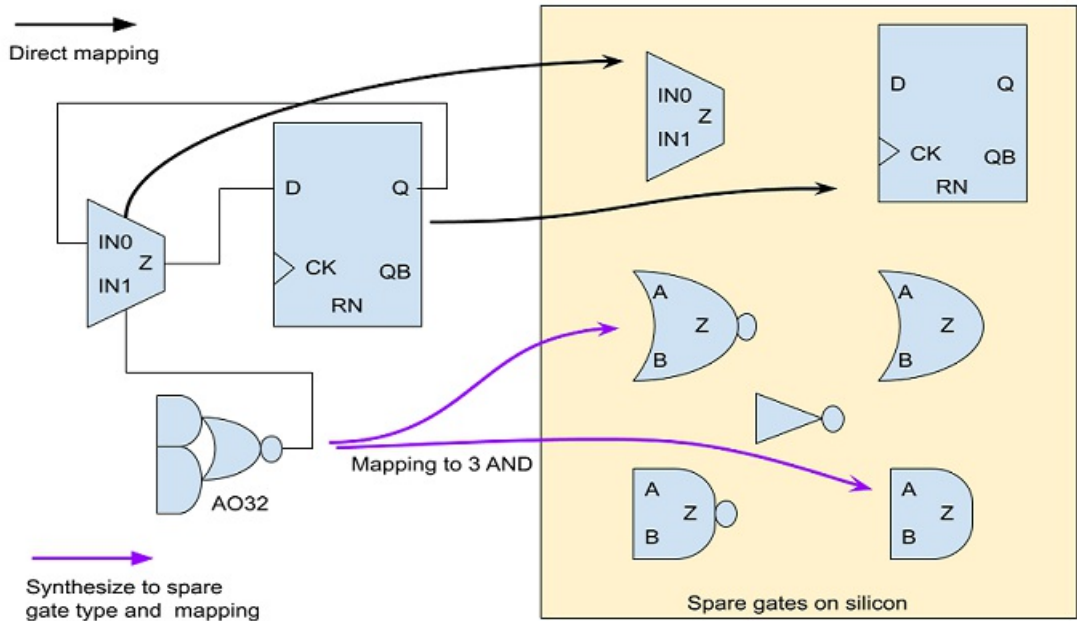 Direct mapping
IN0
Z
IN1
D
Q
CK
QB
RN
IN0
Z
IN1
D
Q
CK
QB
RN
AO32
Mapping to 3 AND
A
Z
B
A
Z
B
A
Z
B
A
Z
B
Synthesize to spare
gate type and mapping
Spare gates on silicon